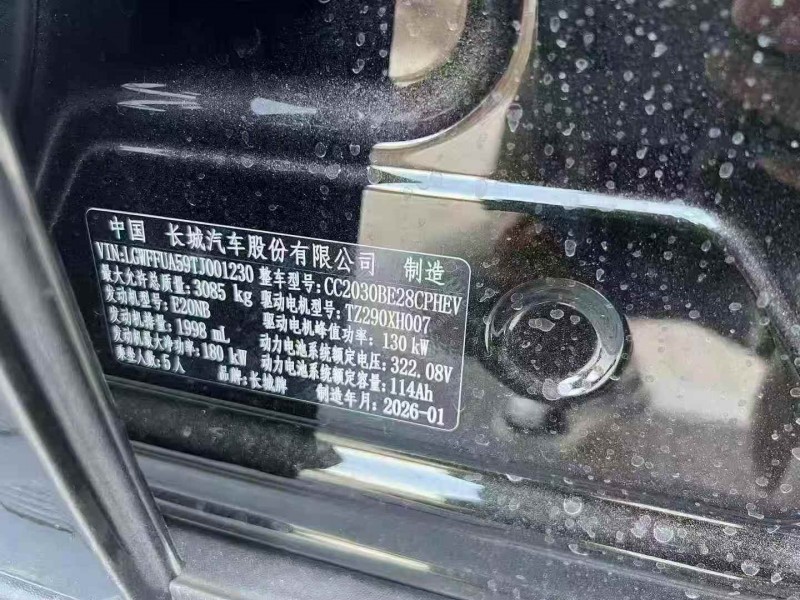 中国 长城汽车股份有限公司 制造
VIN:LGWFFUA59TJ001230 整车型号:CC2030BE28CPHEV
最大允许总质量:3085 kg 驱动电机型号:TZ290XH007
发动机型号:E20NB 驱动电机峰值功率:130 kW
发动机排量:1998 mL 动力电池系统额定电压:322.08V
发动机最大净功率:180 kW 动力电池系统额定容量:114Ah
乘坐人数:5人 品牌:长城牌 制造年月:2026-01